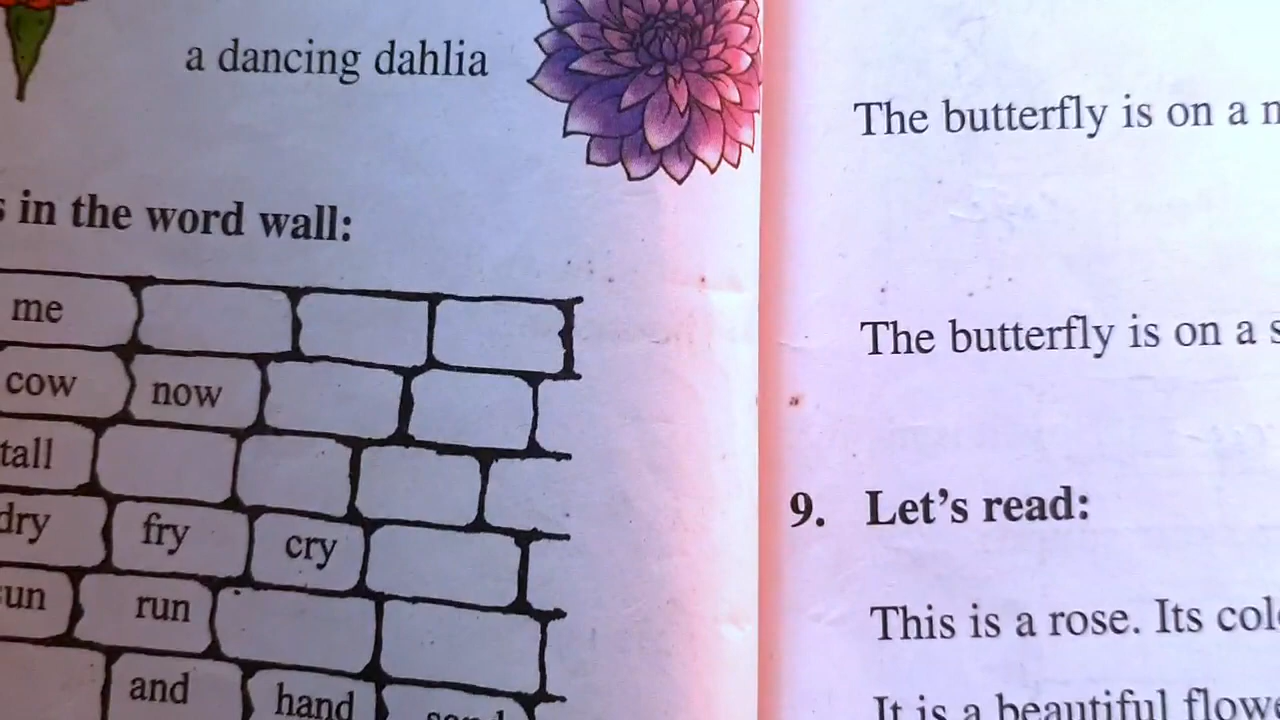 a dancing dahlia
in the word wall:
me
cow now
tall
dry fry cry
run
and hand
The butterfly is on a
The butterfly is on a
9. Let's read:
This is a rose. Its
It is a beautiful